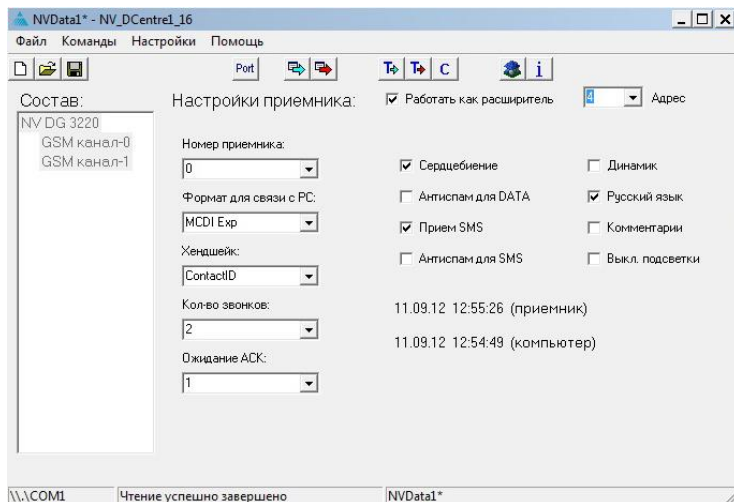 NVData1* - NV_DCentre1_16
Файл Команды Настройки Помощь
Port T T C i
Состав:
NV DG 3220
GSM канал-0
GSM канал-1
Настройки приемника:
Работать как расширитель
4 Адрес
Номер приемника:
0
Формат для связи с PC:
MCDI Exp
Хендшейк:
ContactID
Кол-во звонков:
2
Ожидание ACK:
1
Сердцебиение
Динамик
Антиспам для DATA
Русский язык
Прием SMS
Комментарии
Антиспам для SMS
Выкл. подсветки
11.09.12 12:55:26 (приемник)
11.09.12 12:54:49 (компьютер)
\\.\COM1 Чтение успешно завершено NVData1*